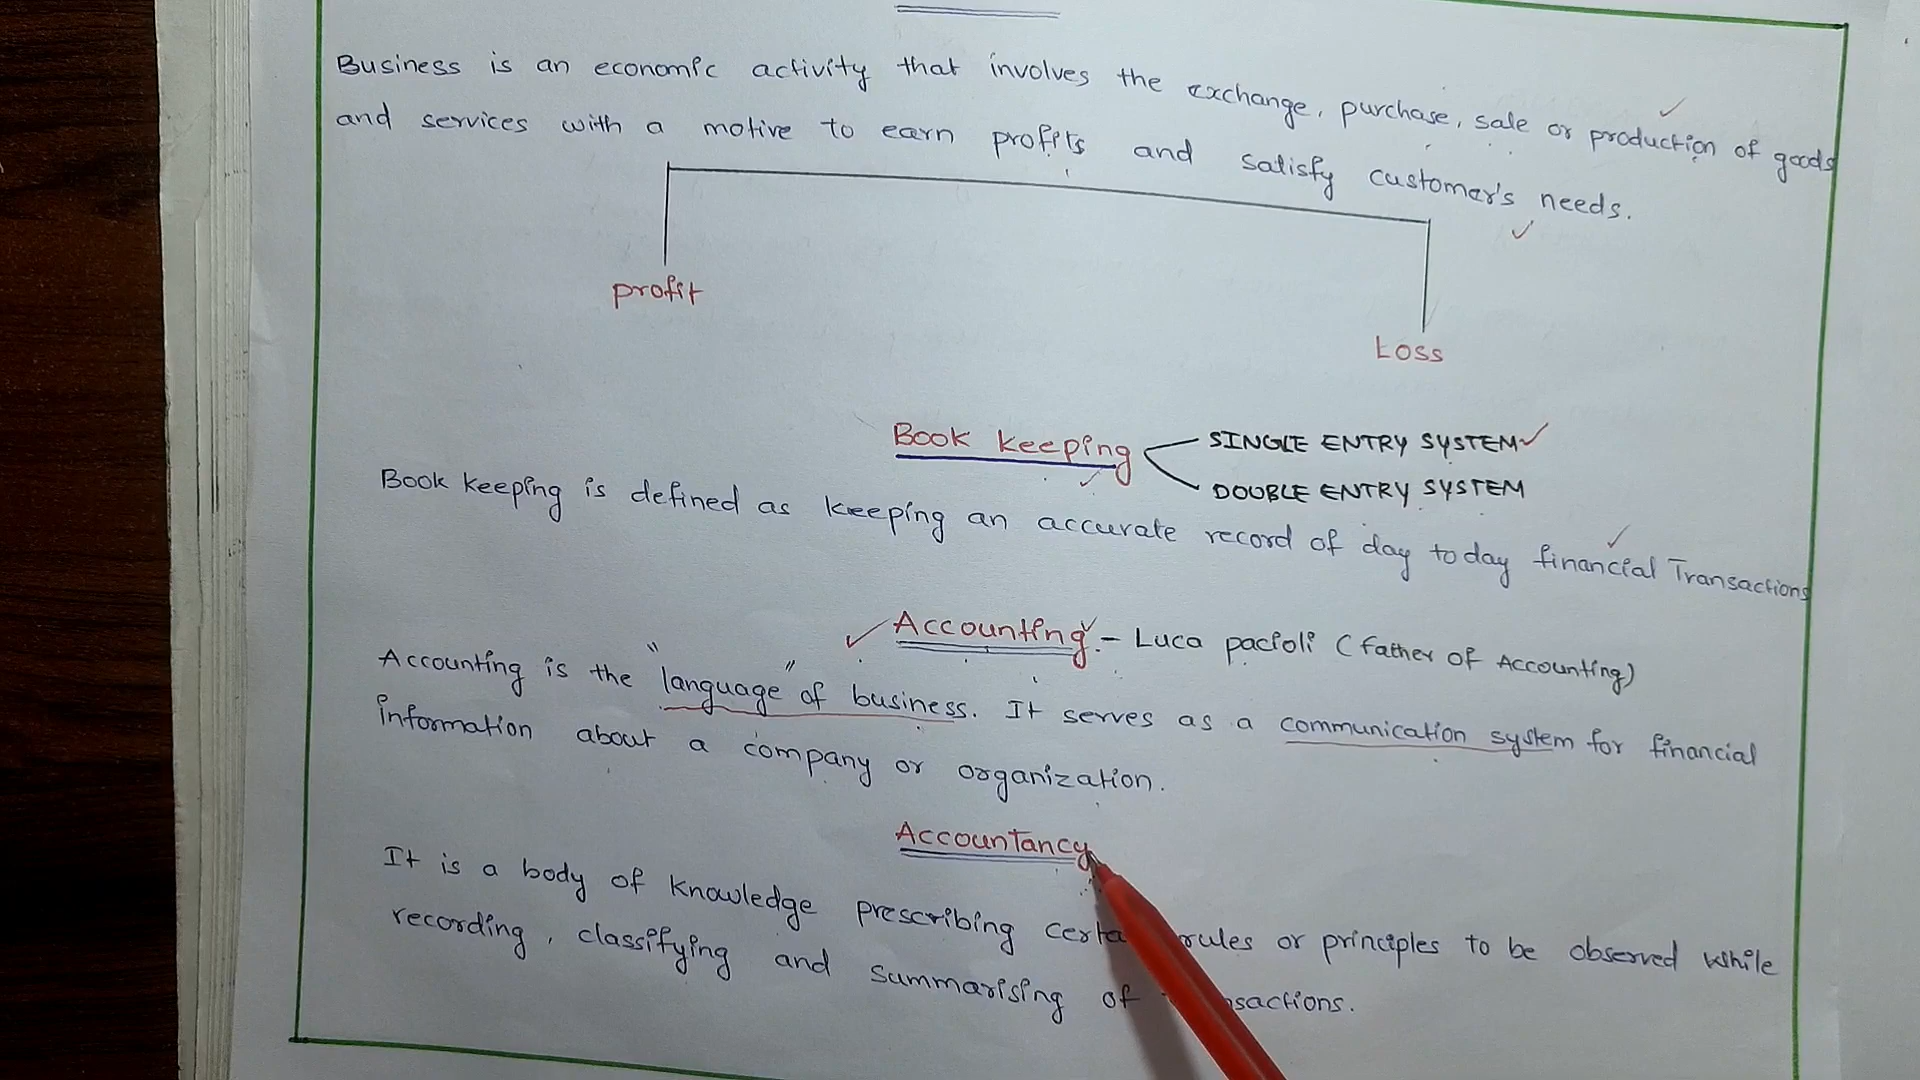 Business is an economic activity that involves the exchange, purchase, sale or production of goods
and services with a motive to earn profits and satisfy customer's needs.
profit
Loss
Book keeping
SINGLE ENTRY SYSTEM
DOUBLE ENTRY SYSTEM
Book keeping is defined as keeping an accurate record of day to day financial Transactions
Accounting - Luca pacioli (father of Accounting)
Accounting is the "language" of business. It serves as a communication system for financial
information about a company or organization.
Accountancy
It is a body of knowledge prescribing rules or principles to be observed while
recording, classifying and summarising of